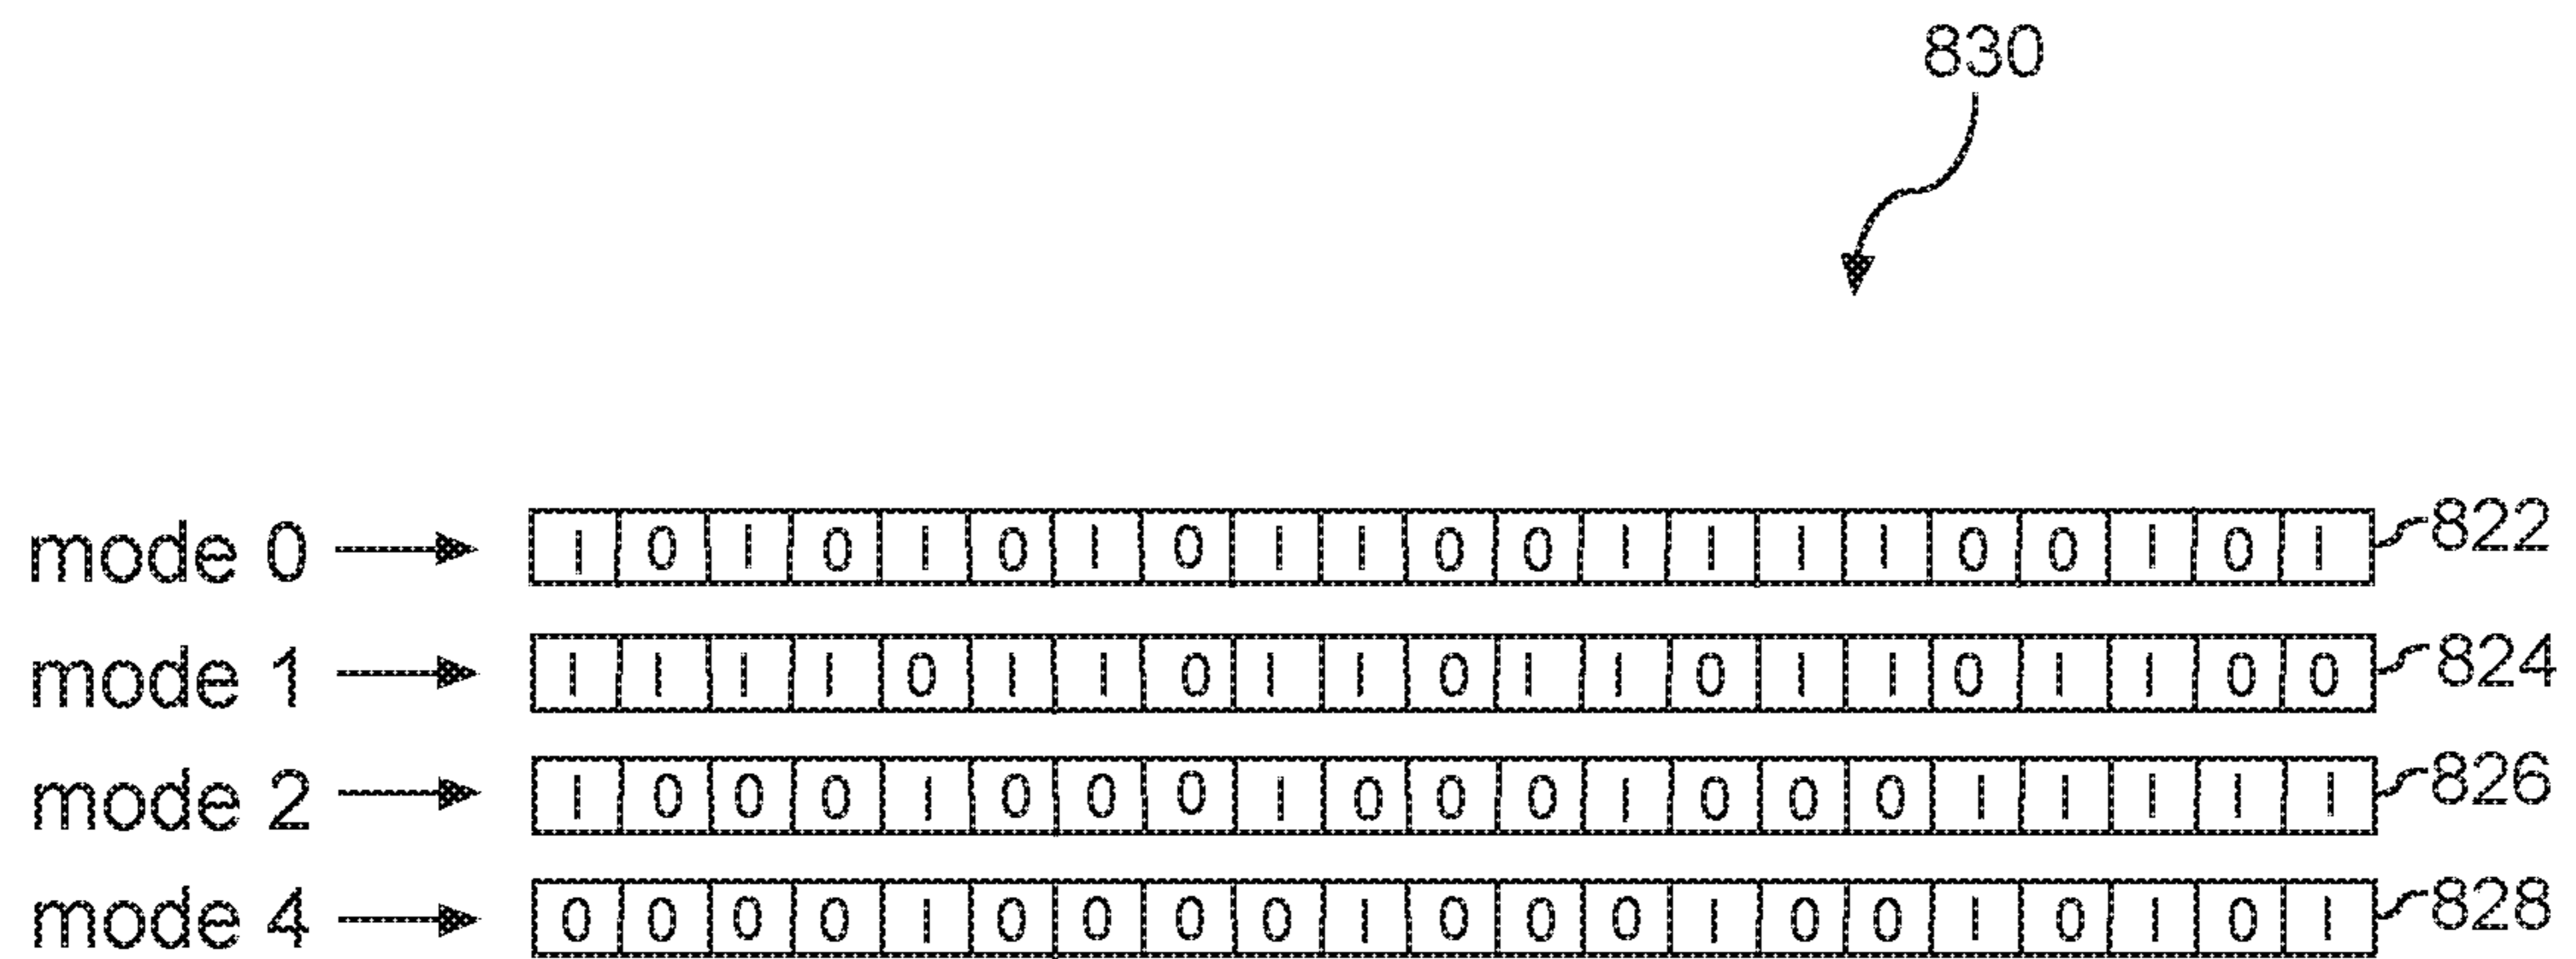 830
mode 0 1 0 1 0 1 0 1 0 1 1 0 0 1 1 1 1 0 0 1 0 1 822
mode 1 1 1 1 1 0 1 1 0 1 1 0 1 1 0 1 1 0 1 1 0 0 824
mode 2 1 0 0 0 1 0 0 0 1 0 0 0 1 0 0 0 1 1 1 1 1 826
mode 4 0 0 0 0 1 0 0 0 0 1 0 0 0 1 0 0 1 0 1 0 1 828